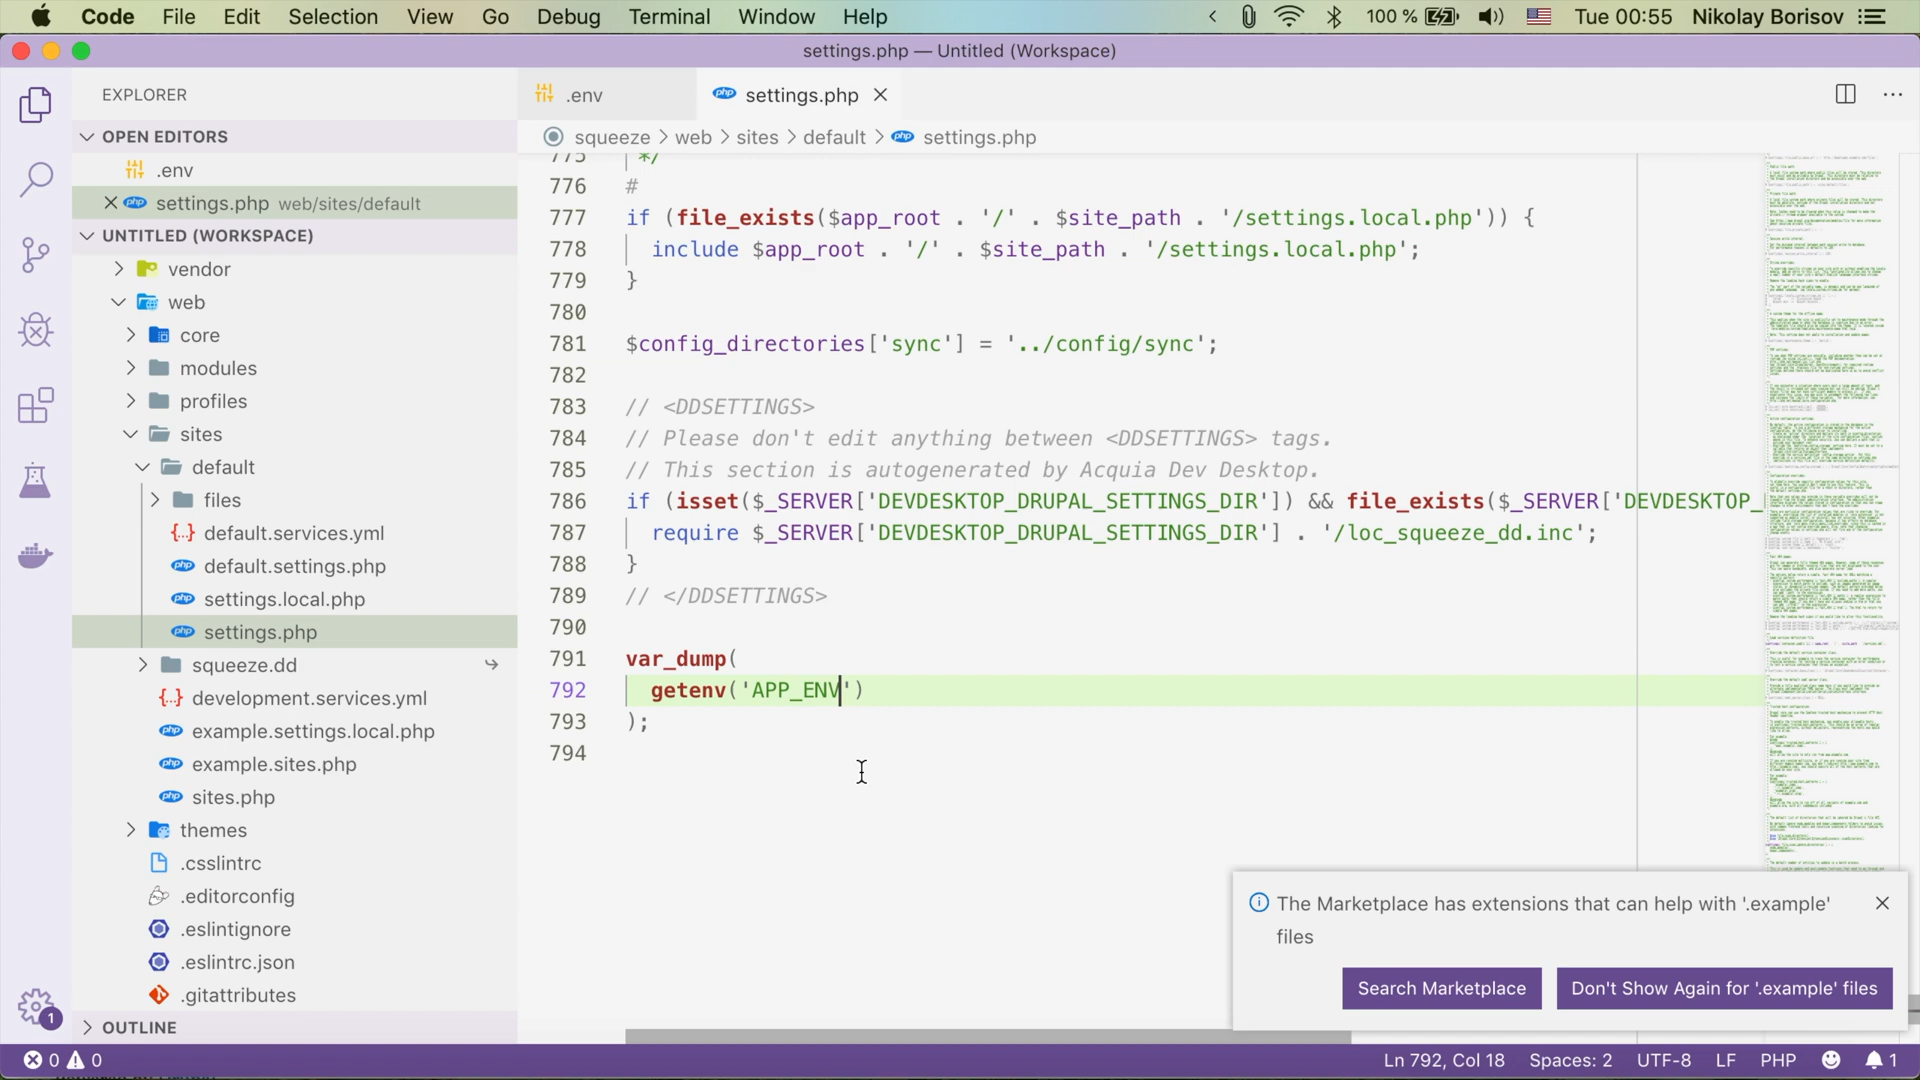 Code File Edit Selection View Go Debug Terminal Window Help 100 % Tue 00:55 Nikolay Borisov
settings.php — Untitled (Workspace)
EXPLORER
OPEN EDITORS
.env
settings.php web/sites/default
UNTITLED (WORKSPACE)
vendor
web
core
modules
profiles
sites
default
files
default.services.yml
default.settings.php
settings.local.php
settings.php
squeeze.dd
development.services.yml
example.settings.local.php
example.sites.php
sites.php
themes
.csslintrc
.editorconfig
.eslintignore
.eslintrc.json
.gitattributes
OUTLINE
1
.env settings.php
squeeze > web > sites > default > settings.php
775 */
776 #
777 if (file_exists($app_root . '/' . $site_path . '/settings.local.php')) {
778 include $app_root . '/' . $site_path . '/settings.local.php';
779 }
780
781 $config_directories['sync'] = '../config/sync';
782
783 // <DDSETTINGS>
784 // Please don't edit anything between <DDSETTINGS> tags.
785 // This section is autogenerated by Acquia Dev Desktop.
786 if (isset($_SERVER['DEVDESKTOP_DRUPAL_SETTINGS_DIR']) && file_exists($_SERVER['DEVDESKTOP_
787 require $_SERVER['DEVDESKTOP_DRUPAL_SETTINGS_DIR'] . '/loc_squeeze_dd.inc';
788 }
789 // </DDSETTINGS>
790
791 var_dump(
792 getenv('APP_ENV')
793 );
794
The Marketplace has extensions that can help with '.example'
files
Search Marketplace Don't Show Again for '.example' files
0 0 Ln 792, Col 18 Spaces: 2 UTF-8 LF PHP 1